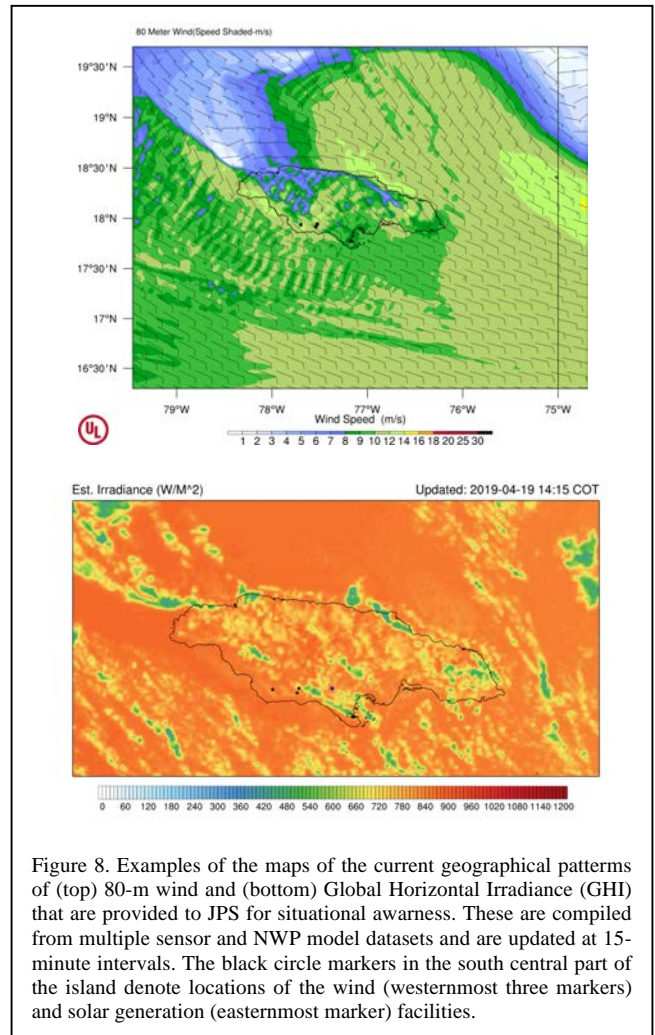 80 Meter Wind(Speed Shaded-m/s)
19°30'N
19°N
18°30'N
18°N
17°30'N
17°N
16°30'N
79°W 78°W 77°W 76°W 75°W
Wind Speed (m/s)
UL
1 2 3 4 5 6 7 8 9 10 12 14 16 18 20 25 30
Est. Irradiance (W/M^2) Updated: 2019-04-19 14:15 COT
0 60 120 180 240 300 360 420 480 540 600 660 720 780 840 900 960 1020 1080 1140 1200
Figure 8. Examples of the maps of the current geographical patterms
of (top) 80-m wind and (bottom) Global Horizontal Irradiance (GHI)
that are provided to JPS for situational awarness. These are compiled
from multiple sensor and NWP model datasets and are updated at 15-
minute intervals. The black circle markers in the south central part of
the island denote locations of the wind (westernmost three markers)
and solar generation (easternmost marker) facilities.